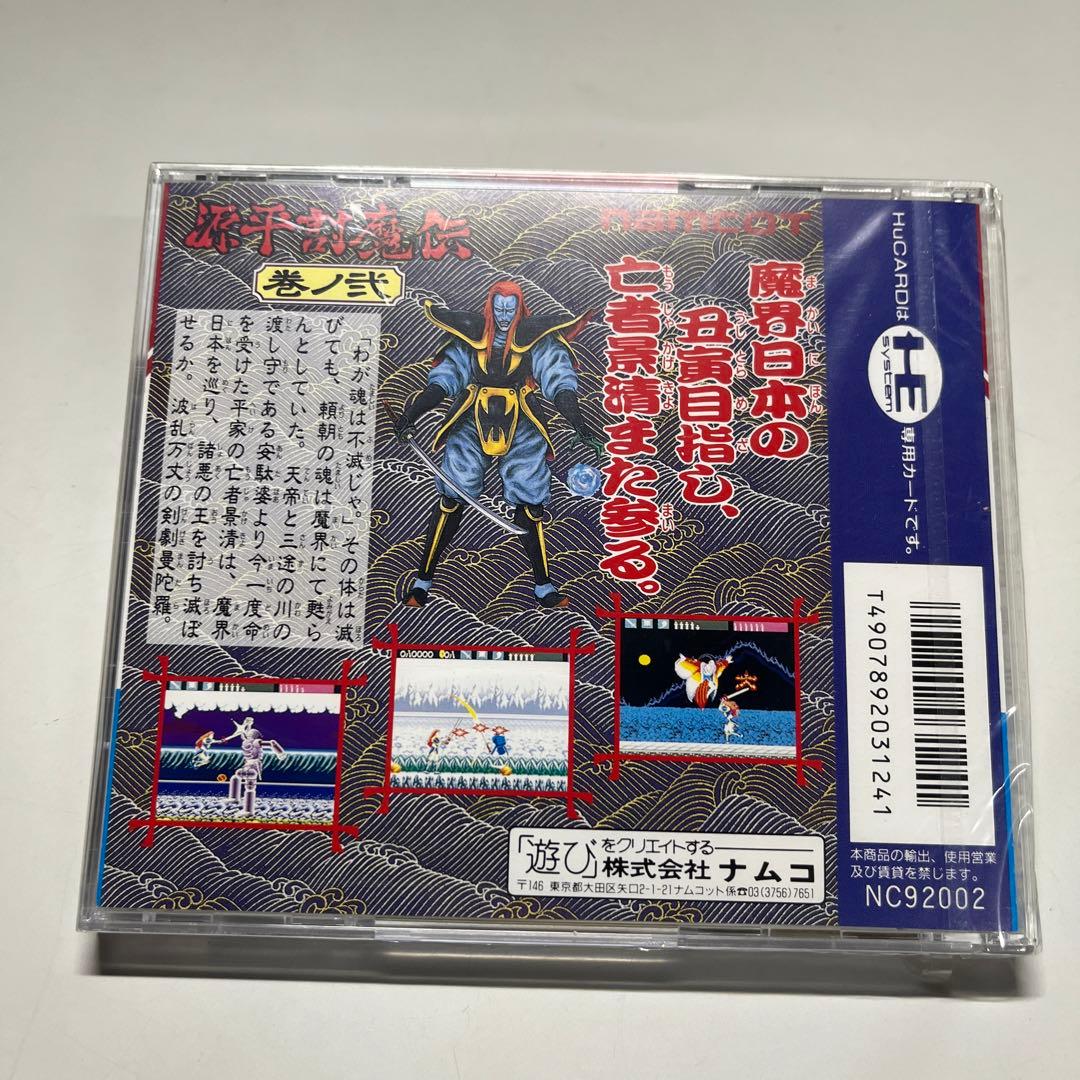 源平討魔伝
巻ノ弐
namcoT
魔界日本の
丑寅目指し、
亡者景清また参る。
「わが魂は不滅じゃ。」その体は滅
びても、頼朝の魂は魔界にて甦ら
んとしていた。天帝と三途の川の
渡し守である安駄婆より今一度命
を受けた平家の亡者景清は、魔界
日本を巡り、諸悪の王を討ち滅ぼ
せるか。波乱万丈の剣劇曼陀羅。
HuCARDは
HE
system
専用カードです。
T4907892031241
本商品の輸出、使用営業
及び賃貸を禁じます。
NC92002
「遊び」をクリエイトする
株式会社ナムコ
〒146 東京都大田区矢口2-1-21ナムコット係☎03(3756)7651